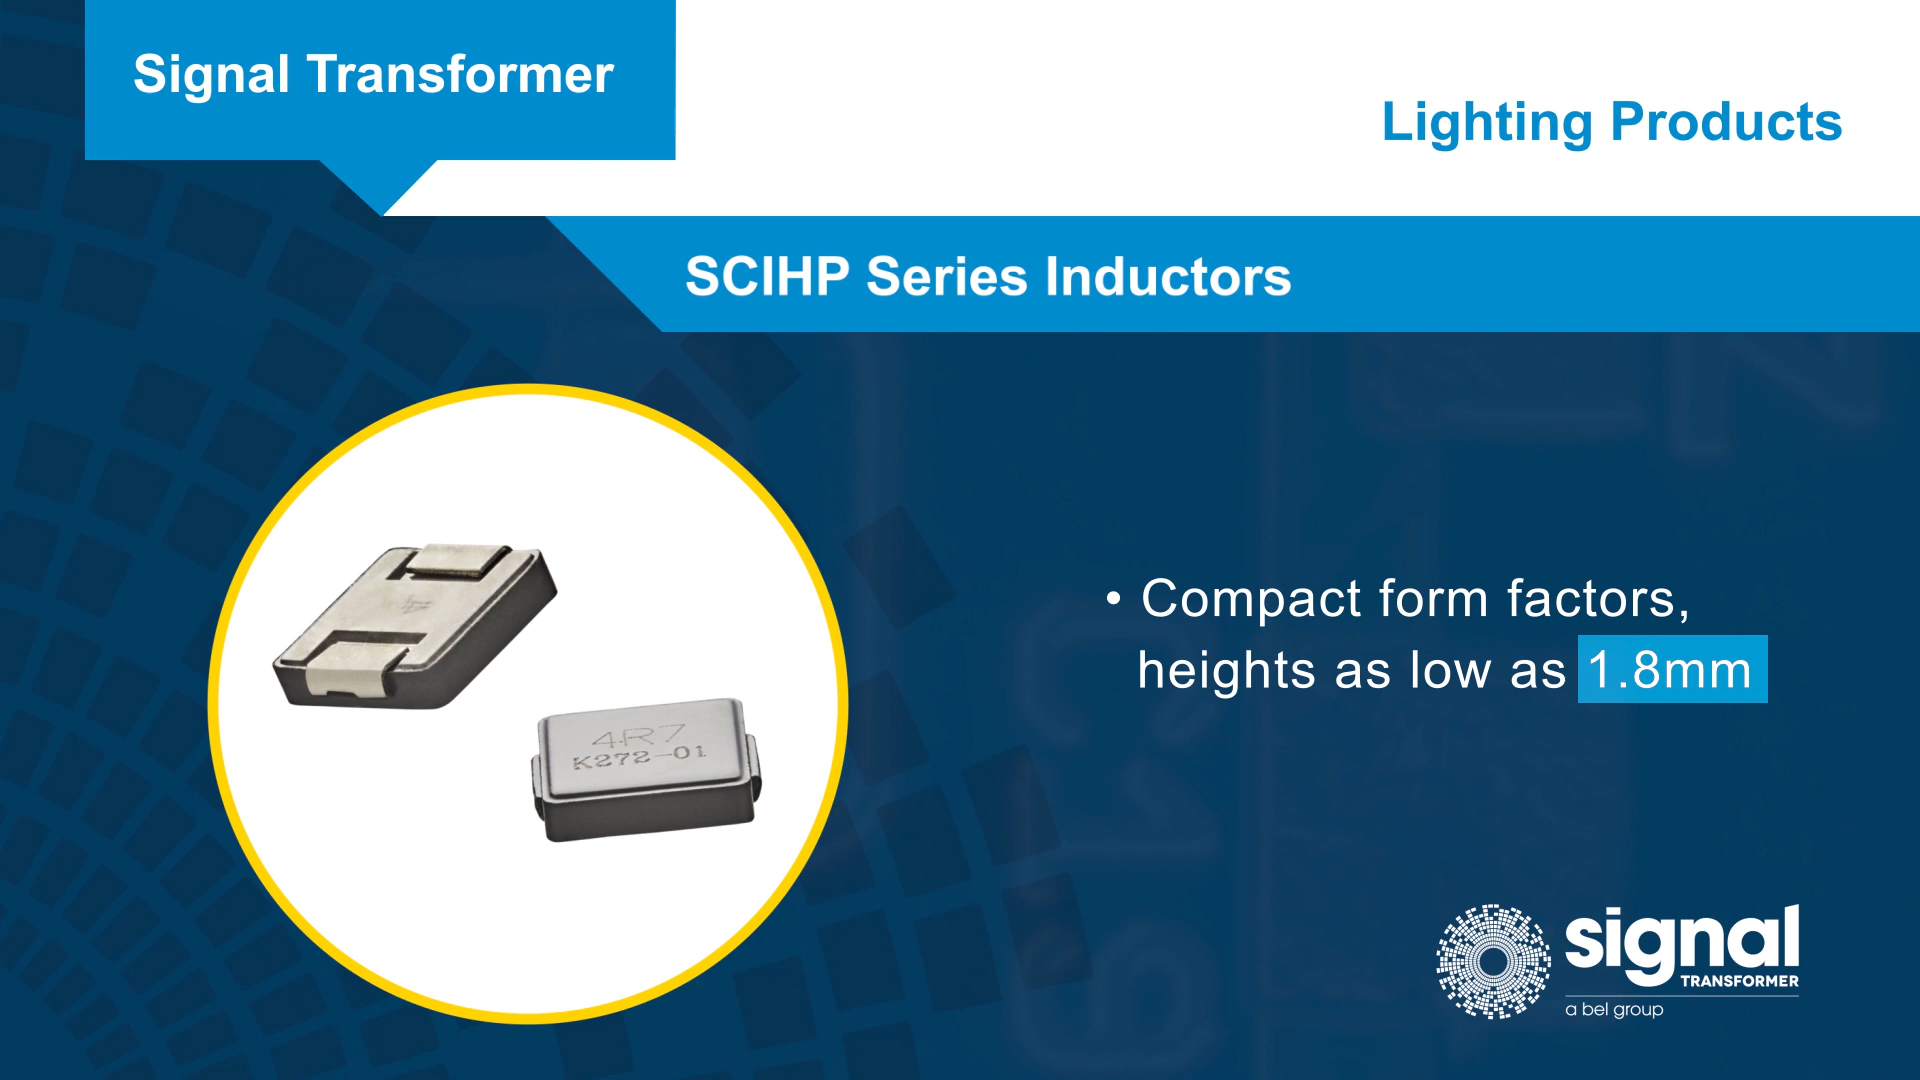 Signal Transformer
Lighting Products
SCIHP Series Inductors
4R7
K272-01
• Compact form factors,
heights as low as 1.8mm
signal
TRANSFORMER
a bel group